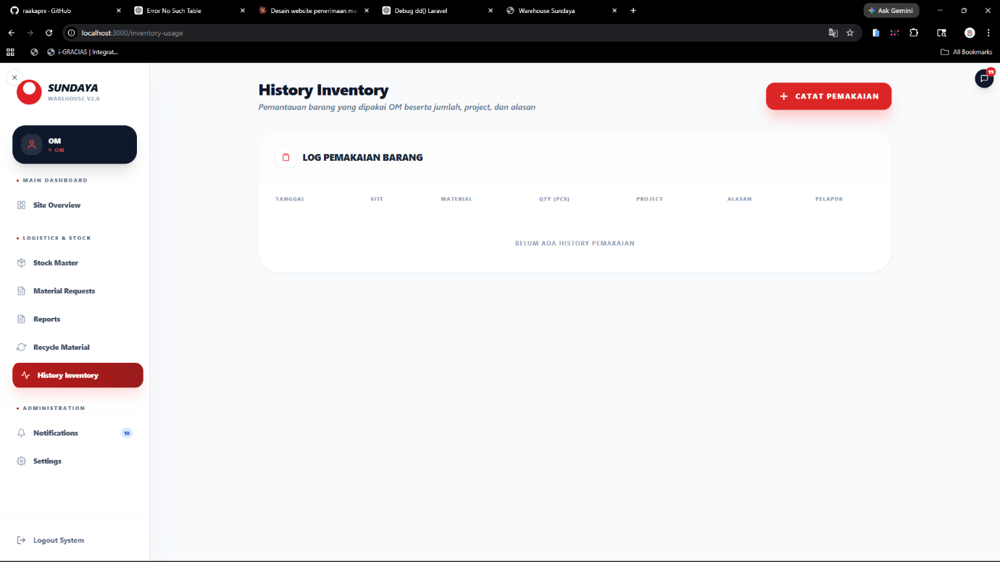 raakaprx · GitHub
Error No Such Table
Desain website penerimaan ma
Debug dd() Laravel
Warehouse Sundaya
Ask Gemini
localhost:3000/inventory-usage
i-GRACIAS | Integrat...
All Bookmarks
SUNDAYA
WAREHOUSE V2.0
OM
OM
MAIN DASHBOARD
Site Overview
LOGISTICS & STOCK
Stock Master
Material Requests
Reports
Recycle Material
History Inventory
ADMINISTRATION
Notifications 10
Settings
Logout System
History Inventory
Pemantauan barang yang dipakai OM beserta jumlah, project, dan alasan
+ CATAT PEMAKAIAN
19
LOG PEMAKAIAN BARANG
TANGGAL SITE MATERIAL QTY (PCS) PROJECT ALASAN PELAPOR
BELUM ADA HISTORY PEMAKAIAN